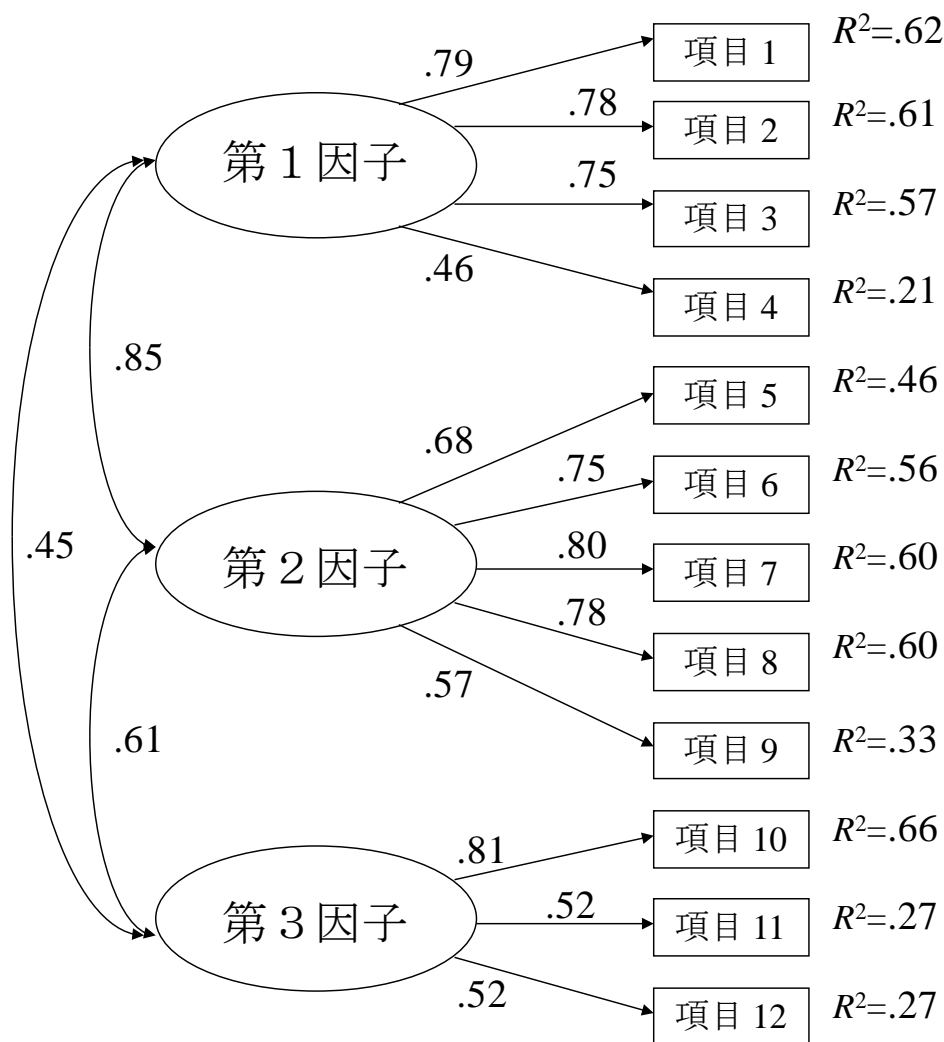 .79
項目 1
R²=.62
.78
項目 2
R²=.61
第１因子
.75
項目 3
R²=.57
.46
項目 4
R²=.21
.85
項目 5
R²=.46
.68
.75
項目 6
R²=.56
.45
第２因子
.80
項目 7
R²=.60
.78
項目 8
R²=.60
.57
.61
項目 9
R²=.33
.81
項目 10
R²=.66
第３因子
.52
項目 11
R²=.27
.52
項目 12
R²=.27